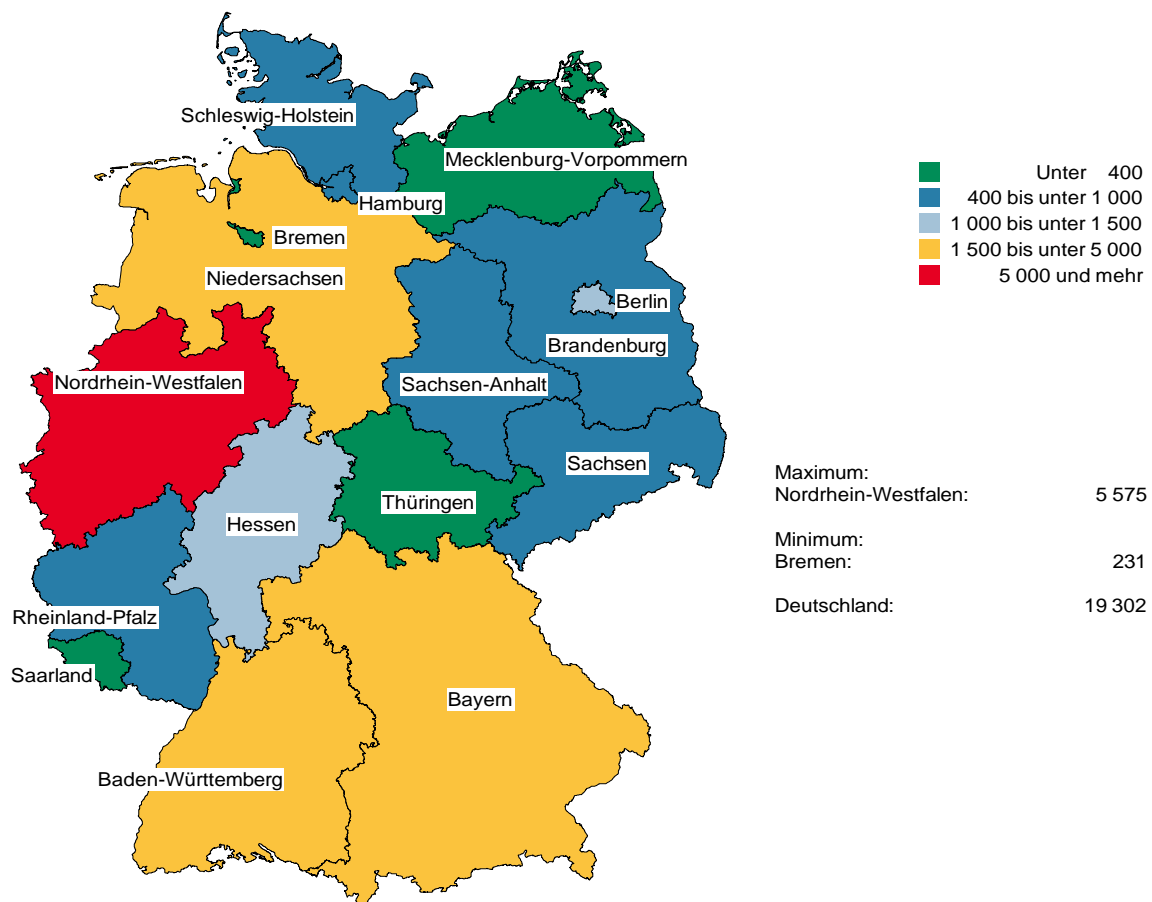 Schleswig-Holstein
Mecklenburg-Vorpommern
Hamburg
Bremen
Niedersachsen
Berlin
Brandenburg
Nordrhein-Westfalen
Sachsen-Anhalt
Sachsen
Thüringen
Hessen
Rheinland-Pfalz
Saarland
Bayern
Baden-Württemberg
Unter 400
400 bis unter 1 000
1 000 bis unter 1 500
1 500 bis unter 5 000
5 000 und mehr
Maximum:
Nordrhein-Westfalen: 5 575
Minimum:
Bremen: 231
Deutschland: 19 302